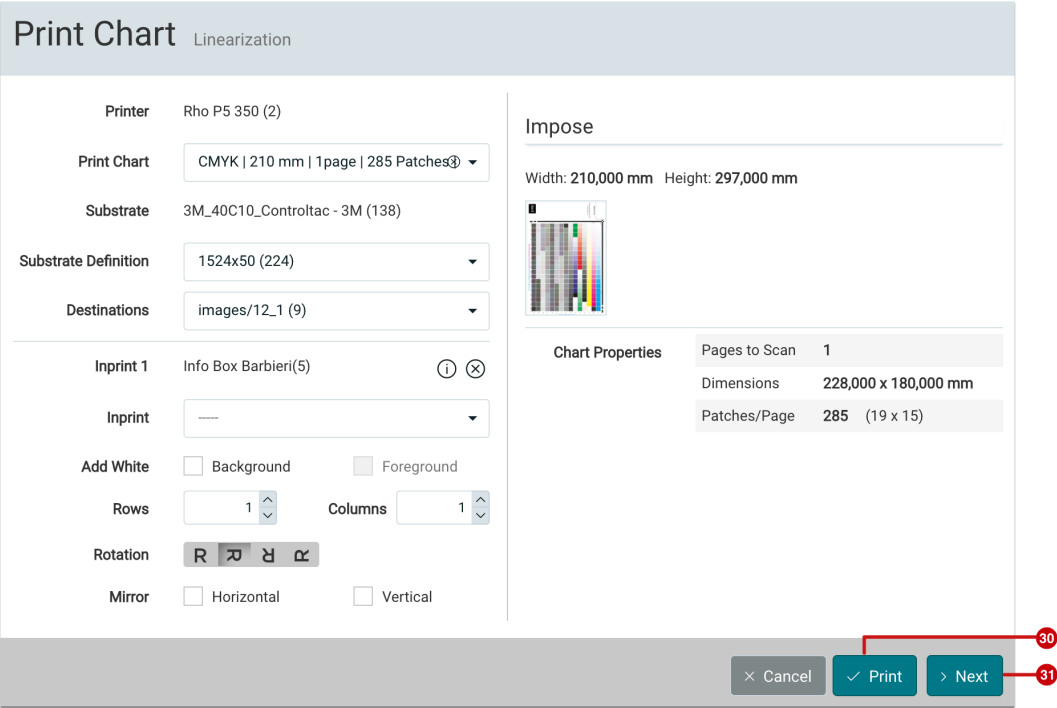 Print Chart Linearization
Printer Rho P5 350 (2)
Print Chart CMYK | 210 mm | 1page | 285 Patches
Substrate 3M_40C10_Controltac - 3M (138)
Substrate Definition 1524x50 (224)
Destinations images/12_1 (9)
Inprint 1 Info Box Barbieri(5)
Inprint -----
Add White Background Foreground
Rows 1 Columns 1
Rotation R R R R
Mirror Horizontal Vertical
Impose
Width: 210,000 mm Height: 297,000 mm
Chart Properties Pages to Scan 1
Dimensions 228,000 x 180,000 mm
Patches/Page 285 (19 x 15)
30
Cancel Print Next 31